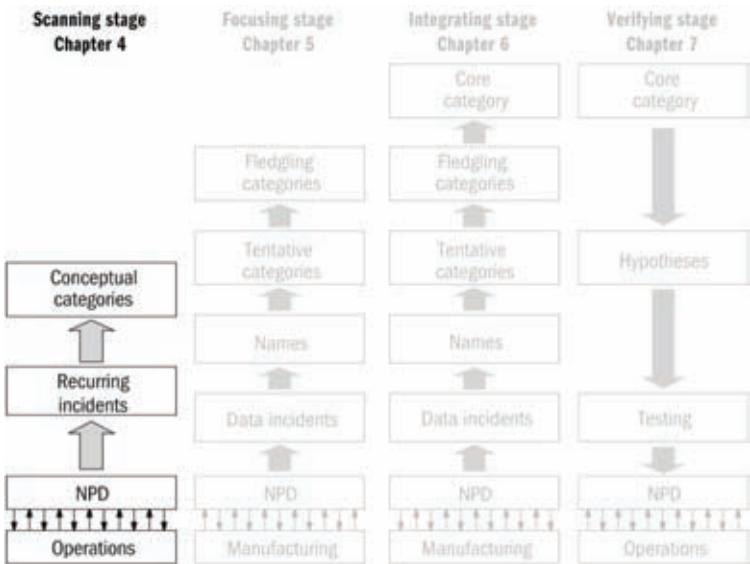 Scanning stage
Chapter 4
Focusing stage
Chapter 5
Integrating stage
Chapter 6
Verifying stage
Chapter 7
Conceptual
categories
Recurring
incidents
NPD
Operations
Fledgling
categories
Tentative
categories
Names
Data incidents
NPD
Manufacturing
Core
category
Fledgling
categories
Tentative
categories
Names
Data incidents
NPD
Manufacturing
Core
category
Hypotheses
Testing
NPD
Operations